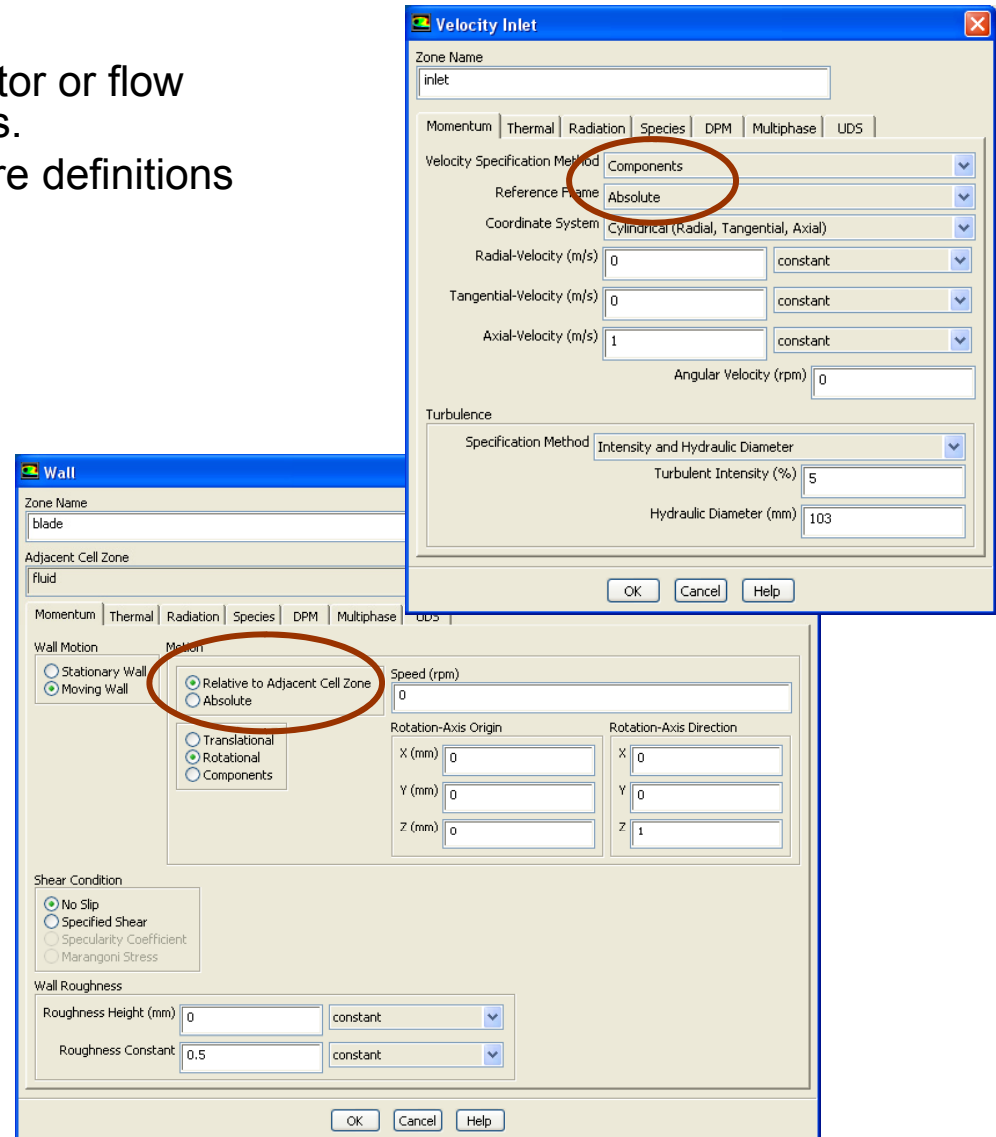 tor or flow
s.
re definitions
Velocity Inlet
Zone Name
inlet
Momentum Thermal Radiation Species DPM Multiphase UDS
Velocity Specification Method Components
Reference Frame Absolute
Coordinate System Cylindrical (Radial, Tangential, Axial)
Radial-Velocity (m/s) 0 constant
Tangential-Velocity (m/s) 0 constant
Axial-Velocity (m/s) 1 constant
Angular Velocity (rpm) 0
Turbulence
Specification Method Intensity and Hydraulic Diameter
Turbulent Intensity (%) 5
Hydraulic Diameter (mm) 103
OK Cancel Help
Wall
Zone Name
blade
Adjacent Cell Zone
fluid
Momentum Thermal Radiation Species DPM Multiphase UDS
Wall Motion Motion
Stationary Wall
Moving Wall
Relative to Adjacent Cell Zone
Absolute
Speed (rpm)
0
Translational
Rotational
Components
Rotation-Axis Origin
X (mm) 0
Y (mm) 0
Z (mm) 0
Rotation-Axis Direction
X 0
Y 0
Z 1
Shear Condition
No Slip
Specified Shear
Specularity Coefficient
Marangoni Stress
Wall Roughness
Roughness Height (mm) 0 constant
Roughness Constant 0.5 constant
OK Cancel Help